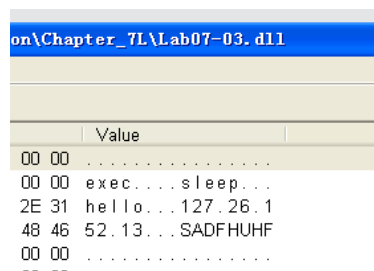 on\Chapter_7L\Lab07-03.dll
Value
00 00 ................
00 00 exec....sleep...
2E 31 hello...127.26.1
48 46 52.13...SADFHUHF
00 00 ................